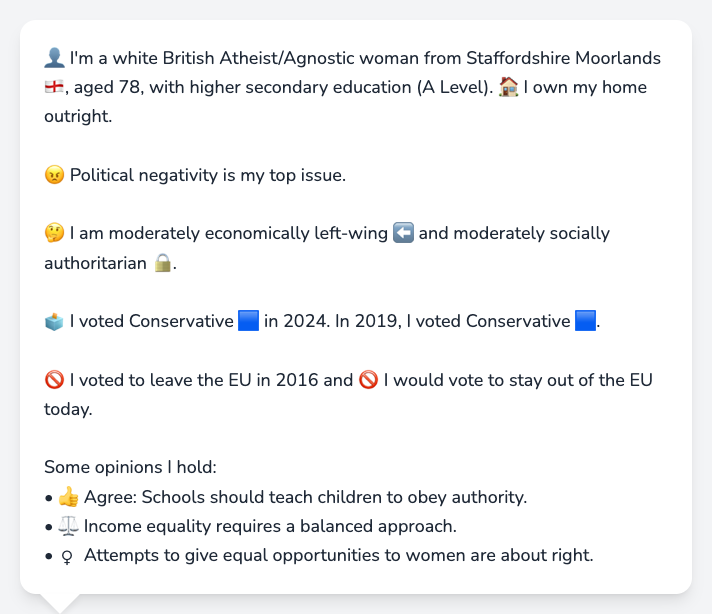 👤 I'm a white British Atheist/Agnostic woman from Staffordshire Moorlands
🏴󠁧󠁢󠁥󠁮󠁧󠁿, aged 78, with higher secondary education (A Level). 🏠 I own my home
outright.
😠 Political negativity is my top issue.
🤔 I am moderately economically left-wing ⬅️ and moderately socially
authoritarian 🔒.
🗳️ I voted Conservative 🟦 in 2024. In 2019, I voted Conservative 🟦.
🚫 I voted to leave the EU in 2016 and 🚫 I would vote to stay out of the EU
today.
Some opinions I hold:
• 👍 Agree: Schools should teach children to obey authority.
• ⚖️ Income equality requires a balanced approach.
• ♀ Attempts to give equal opportunities to women are about right.